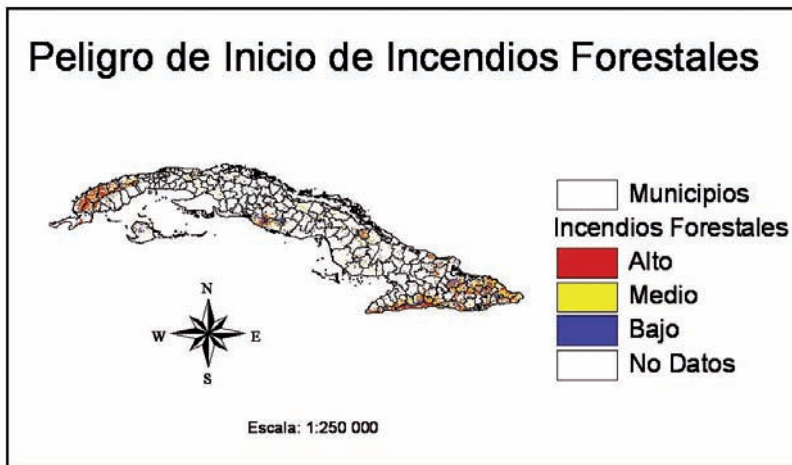 Peligro de Inicio de Incendios Forestales
Municipios
Incendios Forestales
Alto
Medio
Bajo
No Datos
N
W E
S
Escala: 1:250 000